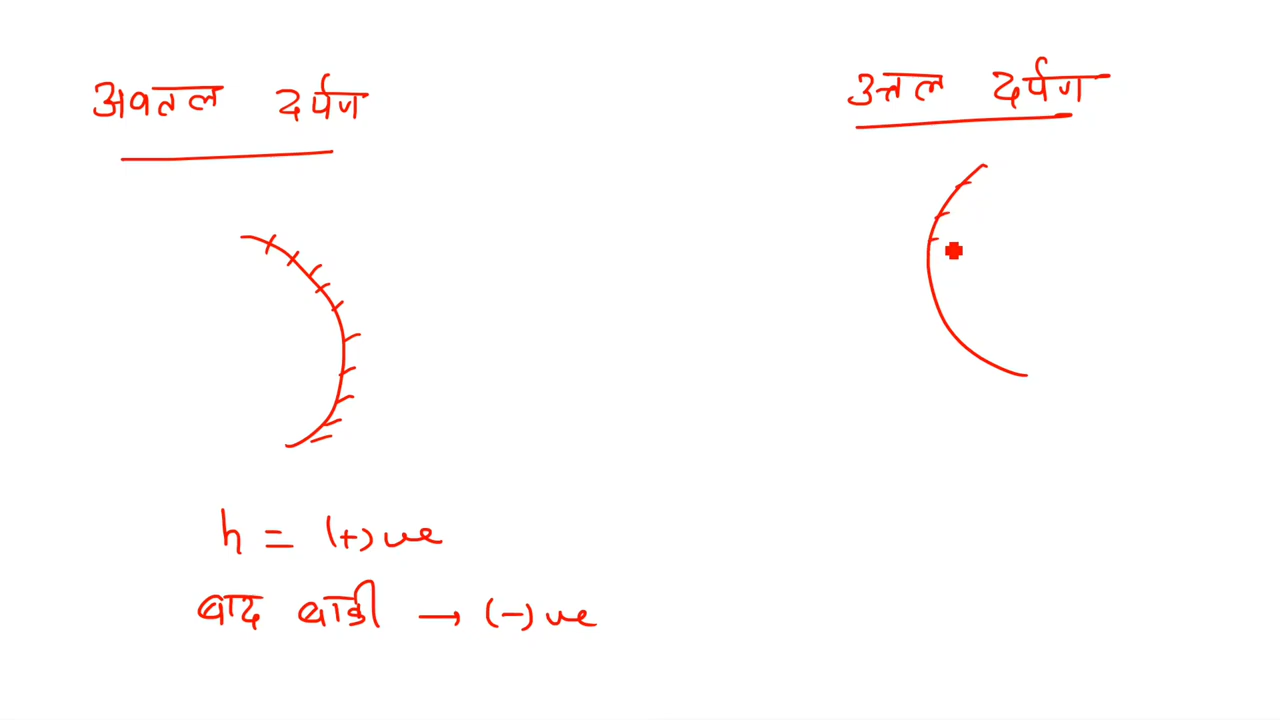 अवतल दर्पण
उत्तल दर्पण
h = (+)ve
बाद बाकी → (-)ve